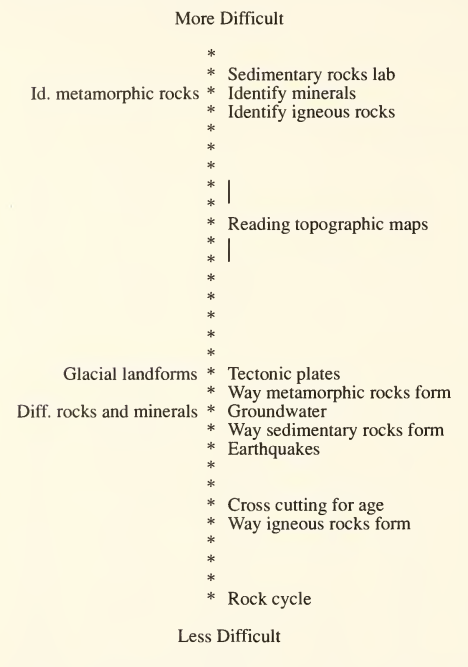 More Difficult
*
* Sedimentary rocks lab
Id. metamorphic rocks * Identify minerals
* Identify igneous rocks
*
*
*
* |
*
* Reading topographic maps
* |
*
*
*
*
*
*
Glacial landforms * Tectonic plates
* Way metamorphic rocks form
Diff. rocks and minerals * Groundwater
* Way sedimentary rocks form
* Earthquakes
*
*
* Cross cutting for age
* Way igneous rocks form
*
*
*
* Rock cycle
Less Difficult